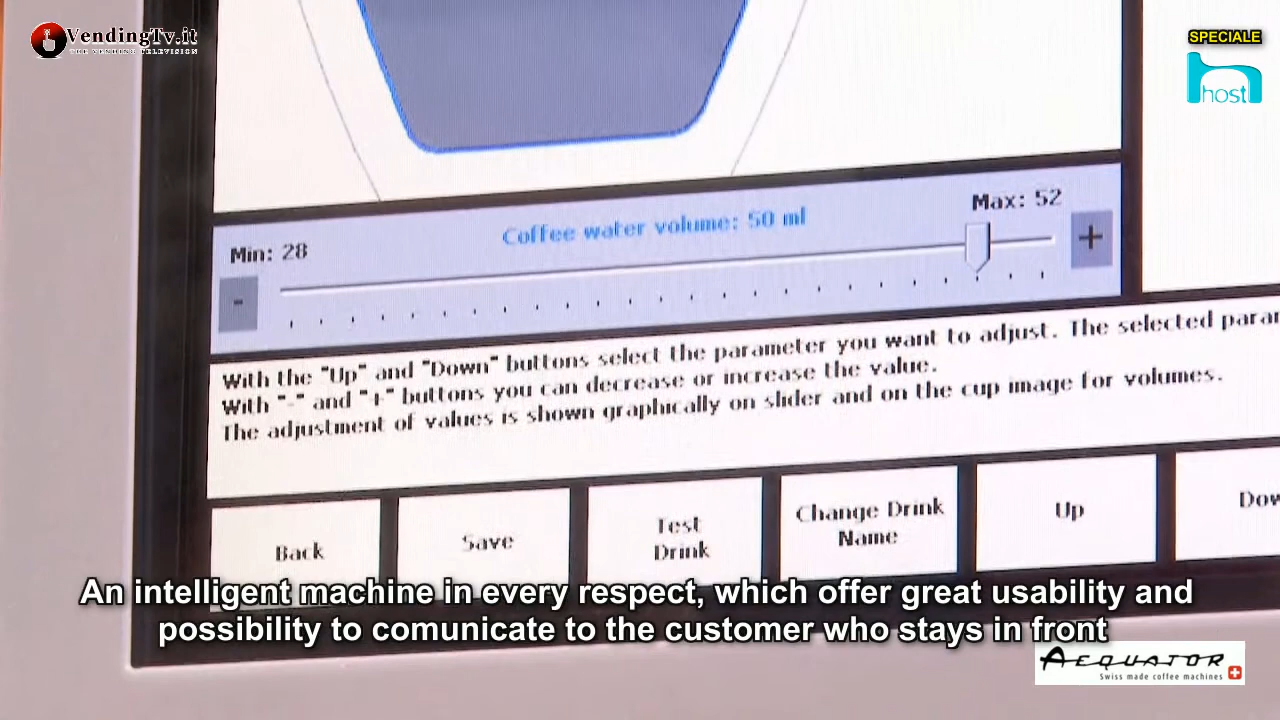 VendingTv.it
THE VENDING TELEVISION
SPECIALE
host
Min: 28
Coffee water volume: 50 ml
Max: 52
-
+
With the "Up" and "Down" buttons select the parameter you want to adjust. The selected
With "-" and "+" buttons you can decrease or increase the value.
The adjustment of values is shown graphically on slider and on the cup image for volumes.
Back
Save
Test
Drink
Change Drink
Name
Up
An intelligent machine in every respect, which offer great usability and
possibility to comunicate to the customer who stays in front
AEQUATOR
Swiss made coffee machines